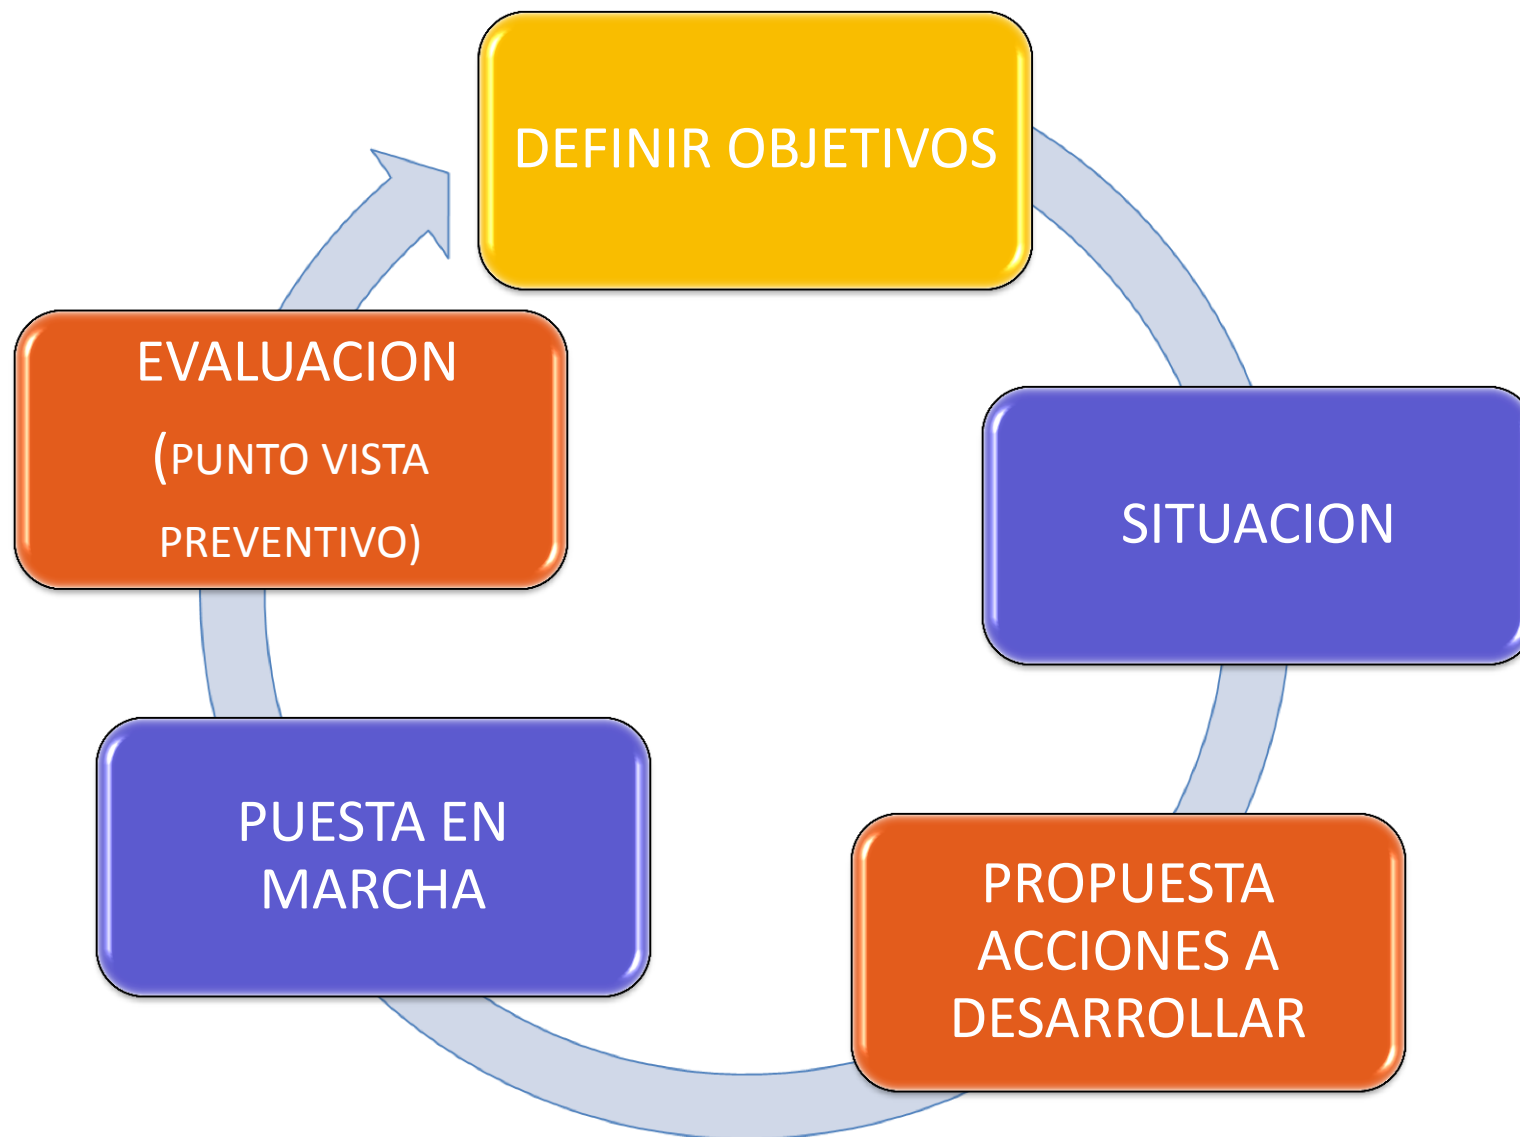 DEFINIR OBJETIVOS
SITUACION
PROPUESTA
ACCIONES A
DESARROLLAR
PUESTA EN
MARCHA
EVALUACION
(PUNTO VISTA
PREVENTIVO)